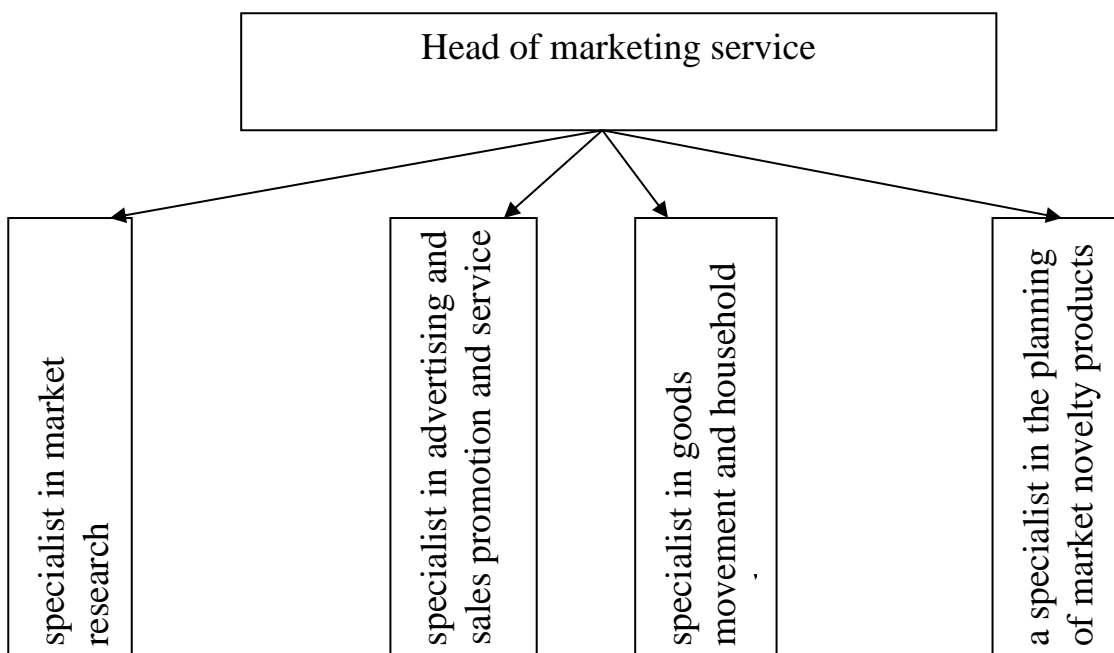 Head of marketing service
specialist in market
research
specialist in advertising and
sales promotion and service
specialist in goods
movement and household
a specialist in the planning
of market novelty products